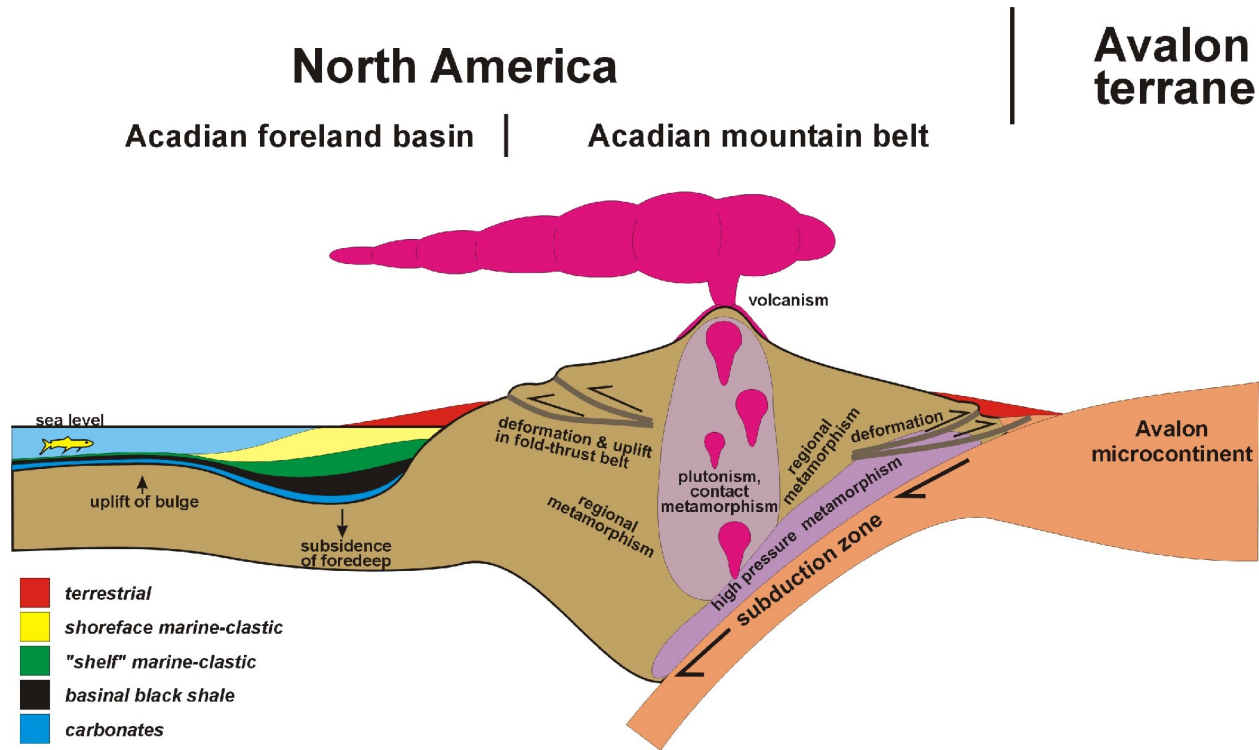 North America
Avalon
terrane
Acadian foreland basin
Acadian mountain belt
volcanism
sea level
deformation & uplift
in fold-thrust belt
regional
metamorphism
deformation
Avalon
microcontinent
plutonism,
contact
metamorphism
uplift of bulge
regional
metamorphism
high pressure metamorphism
subduction zone
subsidence
of foredeep
terrestrial
shoreface marine-clastic
"shelf" marine-clastic
basinal black shale
carbonates